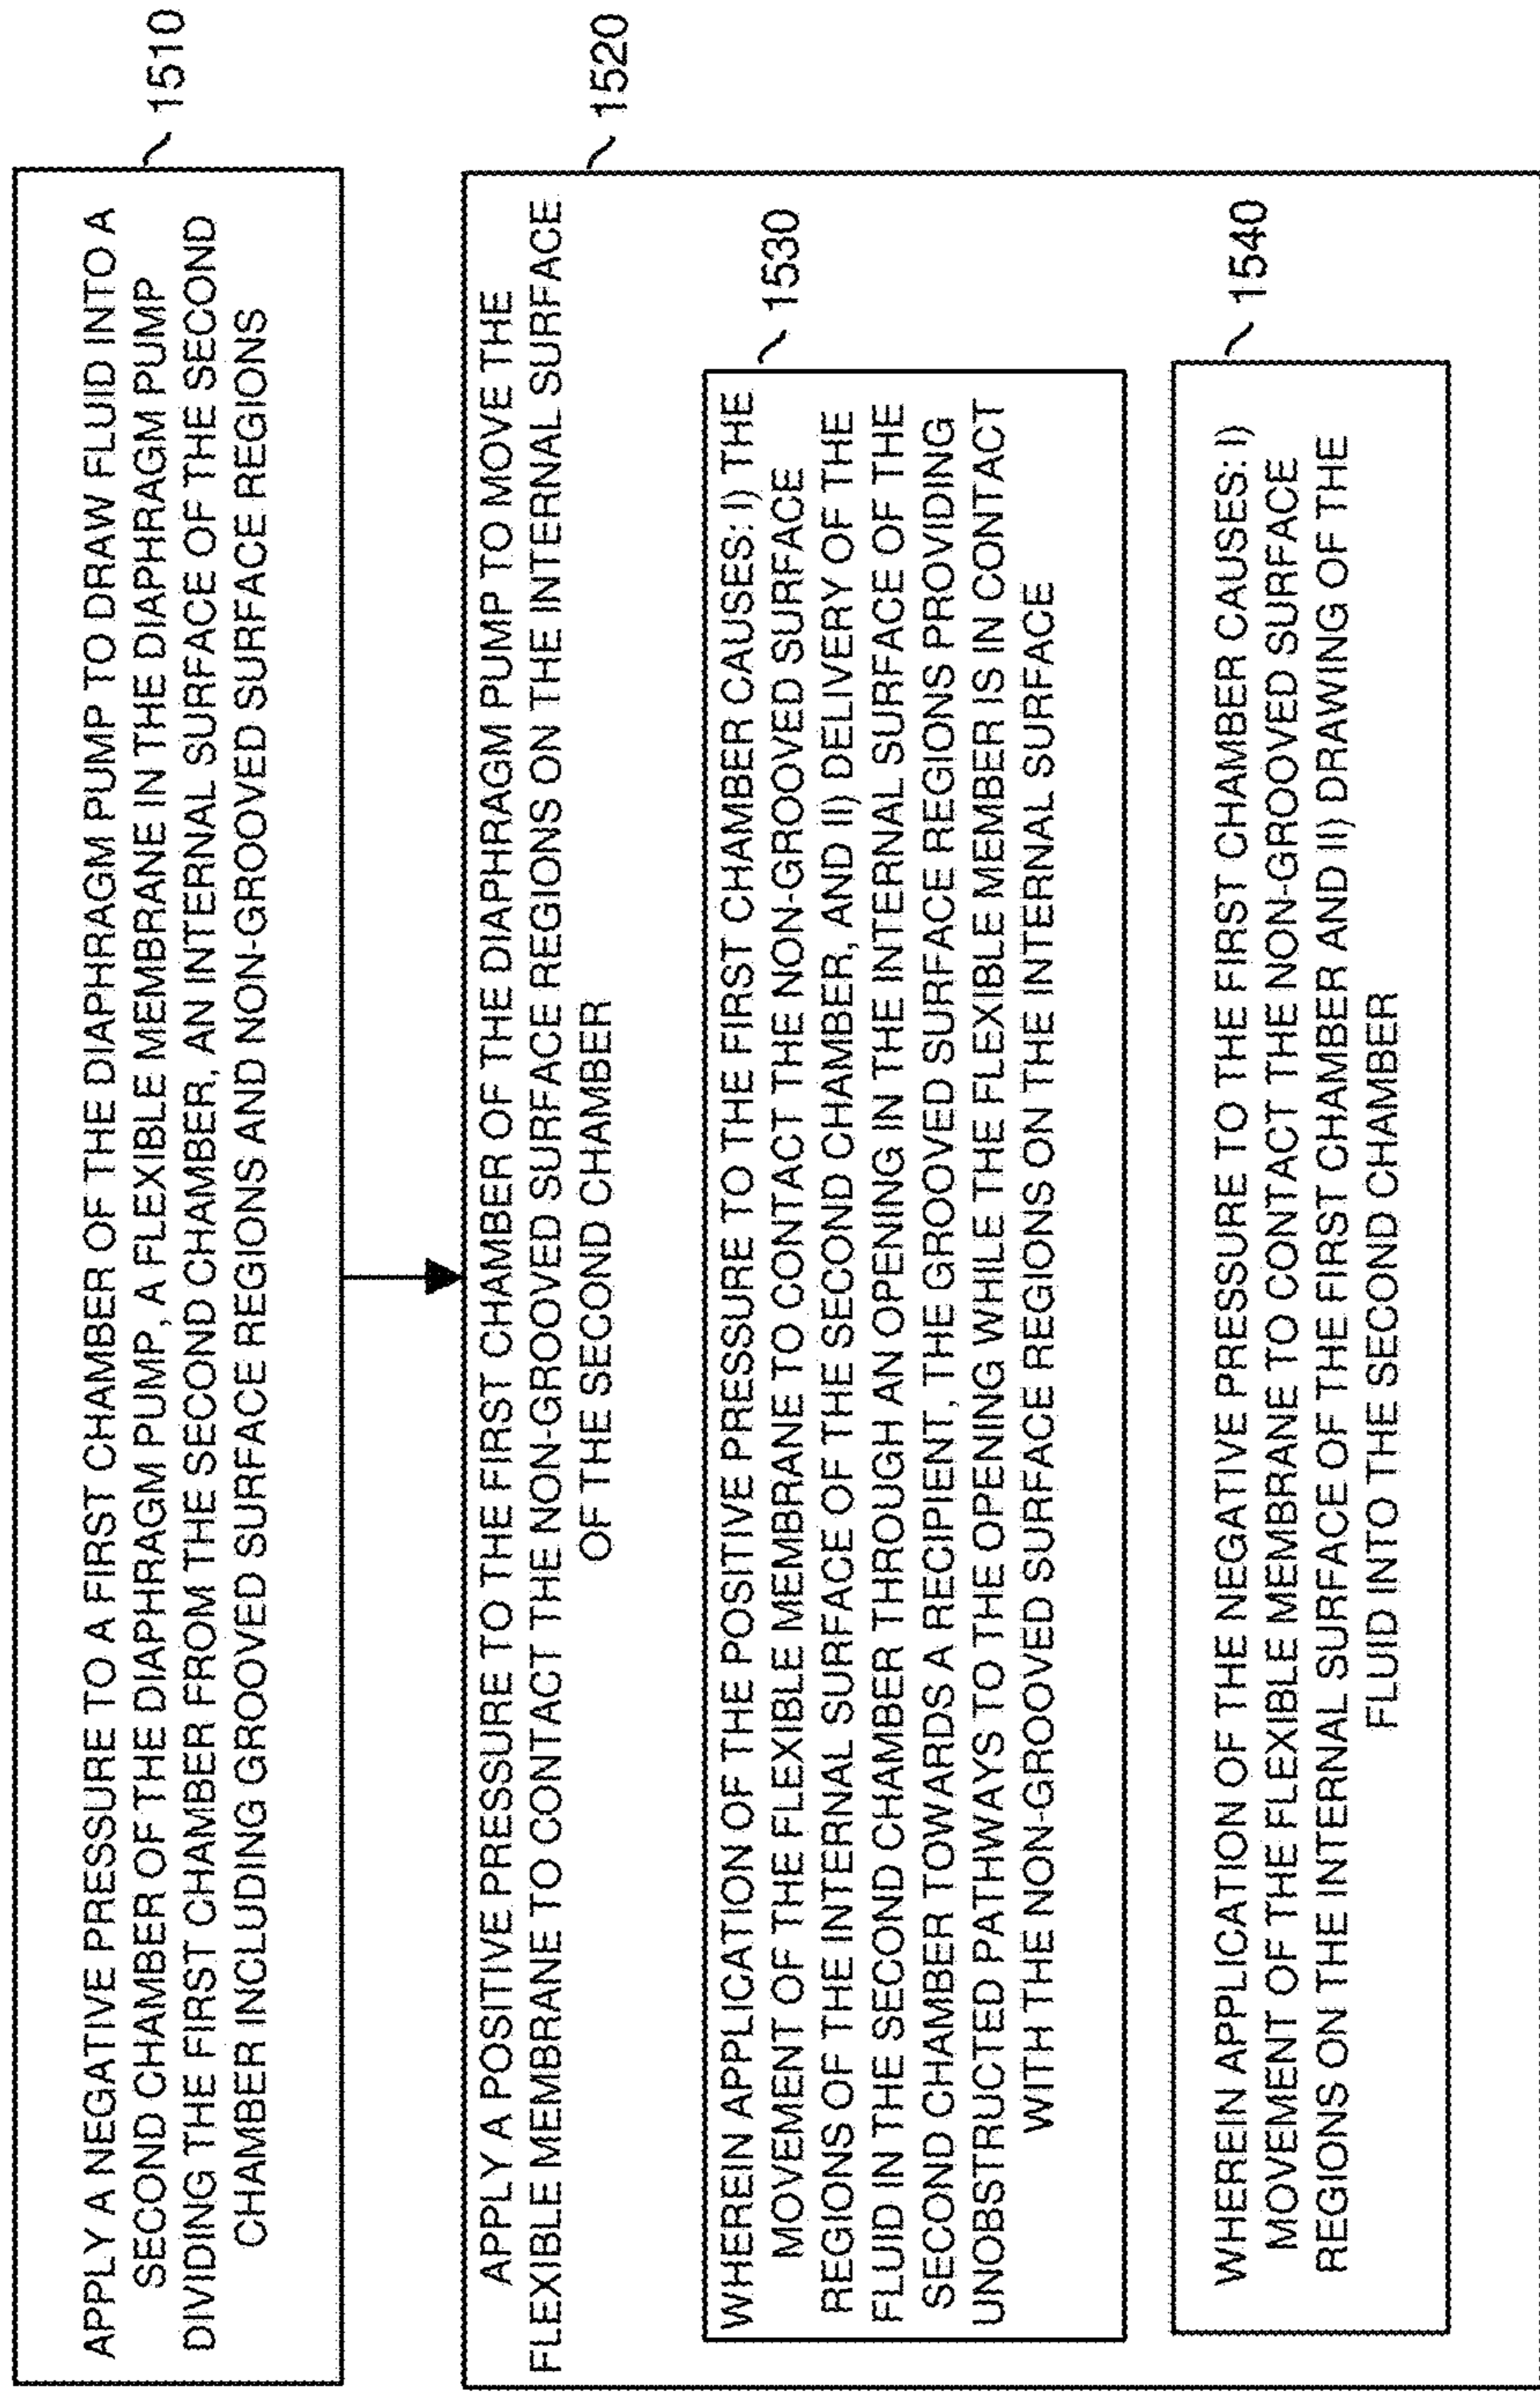 APPLY A NEGATIVE PRESSURE TO A FIRST CHAMBER OF THE DIAPHRAGM PUMP TO DRAW FLUID INTO A
SECOND CHAMBER OF THE DIAPHRAGM PUMP, A FLEXIBLE MEMBRANE IN THE DIAPHRAGM PUMP
DIVIDING THE FIRST CHAMBER FROM THE SECOND CHAMBER, AN INTERNAL SURFACE OF THE SECOND
CHAMBER INCLUDING GROOVED SURFACE REGIONS AND NON-GROOVED SURFACE REGIONS
1510
APPLY A POSITIVE PRESSURE TO THE FIRST CHAMBER OF THE DIAPHRAGM PUMP TO MOVE THE
FLEXIBLE MEMBRANE TO CONTACT THE NON-GROOVED SURFACE REGIONS ON THE INTERNAL SURFACE
OF THE SECOND CHAMBER
1520
WHEREIN APPLICATION OF THE POSITIVE PRESSURE TO THE FIRST CHAMBER CAUSES: I) THE
MOVEMENT OF THE FLEXIBLE MEMBRANE TO CONTACT THE NON-GROOVED SURFACE
REGIONS OF THE INTERNAL SURFACE OF THE SECOND CHAMBER, AND II) DELIVERY OF THE
FLUID IN THE SECOND CHAMBER THROUGH AN OPENING IN THE INTERNAL SURFACE OF THE
SECOND CHAMBER TOWARDS A RECIPIENT, THE GROOVED SURFACE REGIONS PROVIDING
UNOBSTRUCTED PATHWAYS TO THE OPENING WHILE THE FLEXIBLE MEMBER IS IN CONTACT
WITH THE NON-GROOVED SURFACE REGIONS ON THE INTERNAL SURFACE
1530
WHEREIN APPLICATION OF THE NEGATIVE PRESSURE TO THE FIRST CHAMBER CAUSES: I)
MOVEMENT OF THE FLEXIBLE MEMBRANE TO CONTACT THE NON-GROOVED SURFACE
REGIONS ON THE INTERNAL SURFACE OF THE FIRST CHAMBER AND II) DRAWING OF THE
FLUID INTO THE SECOND CHAMBER
1540